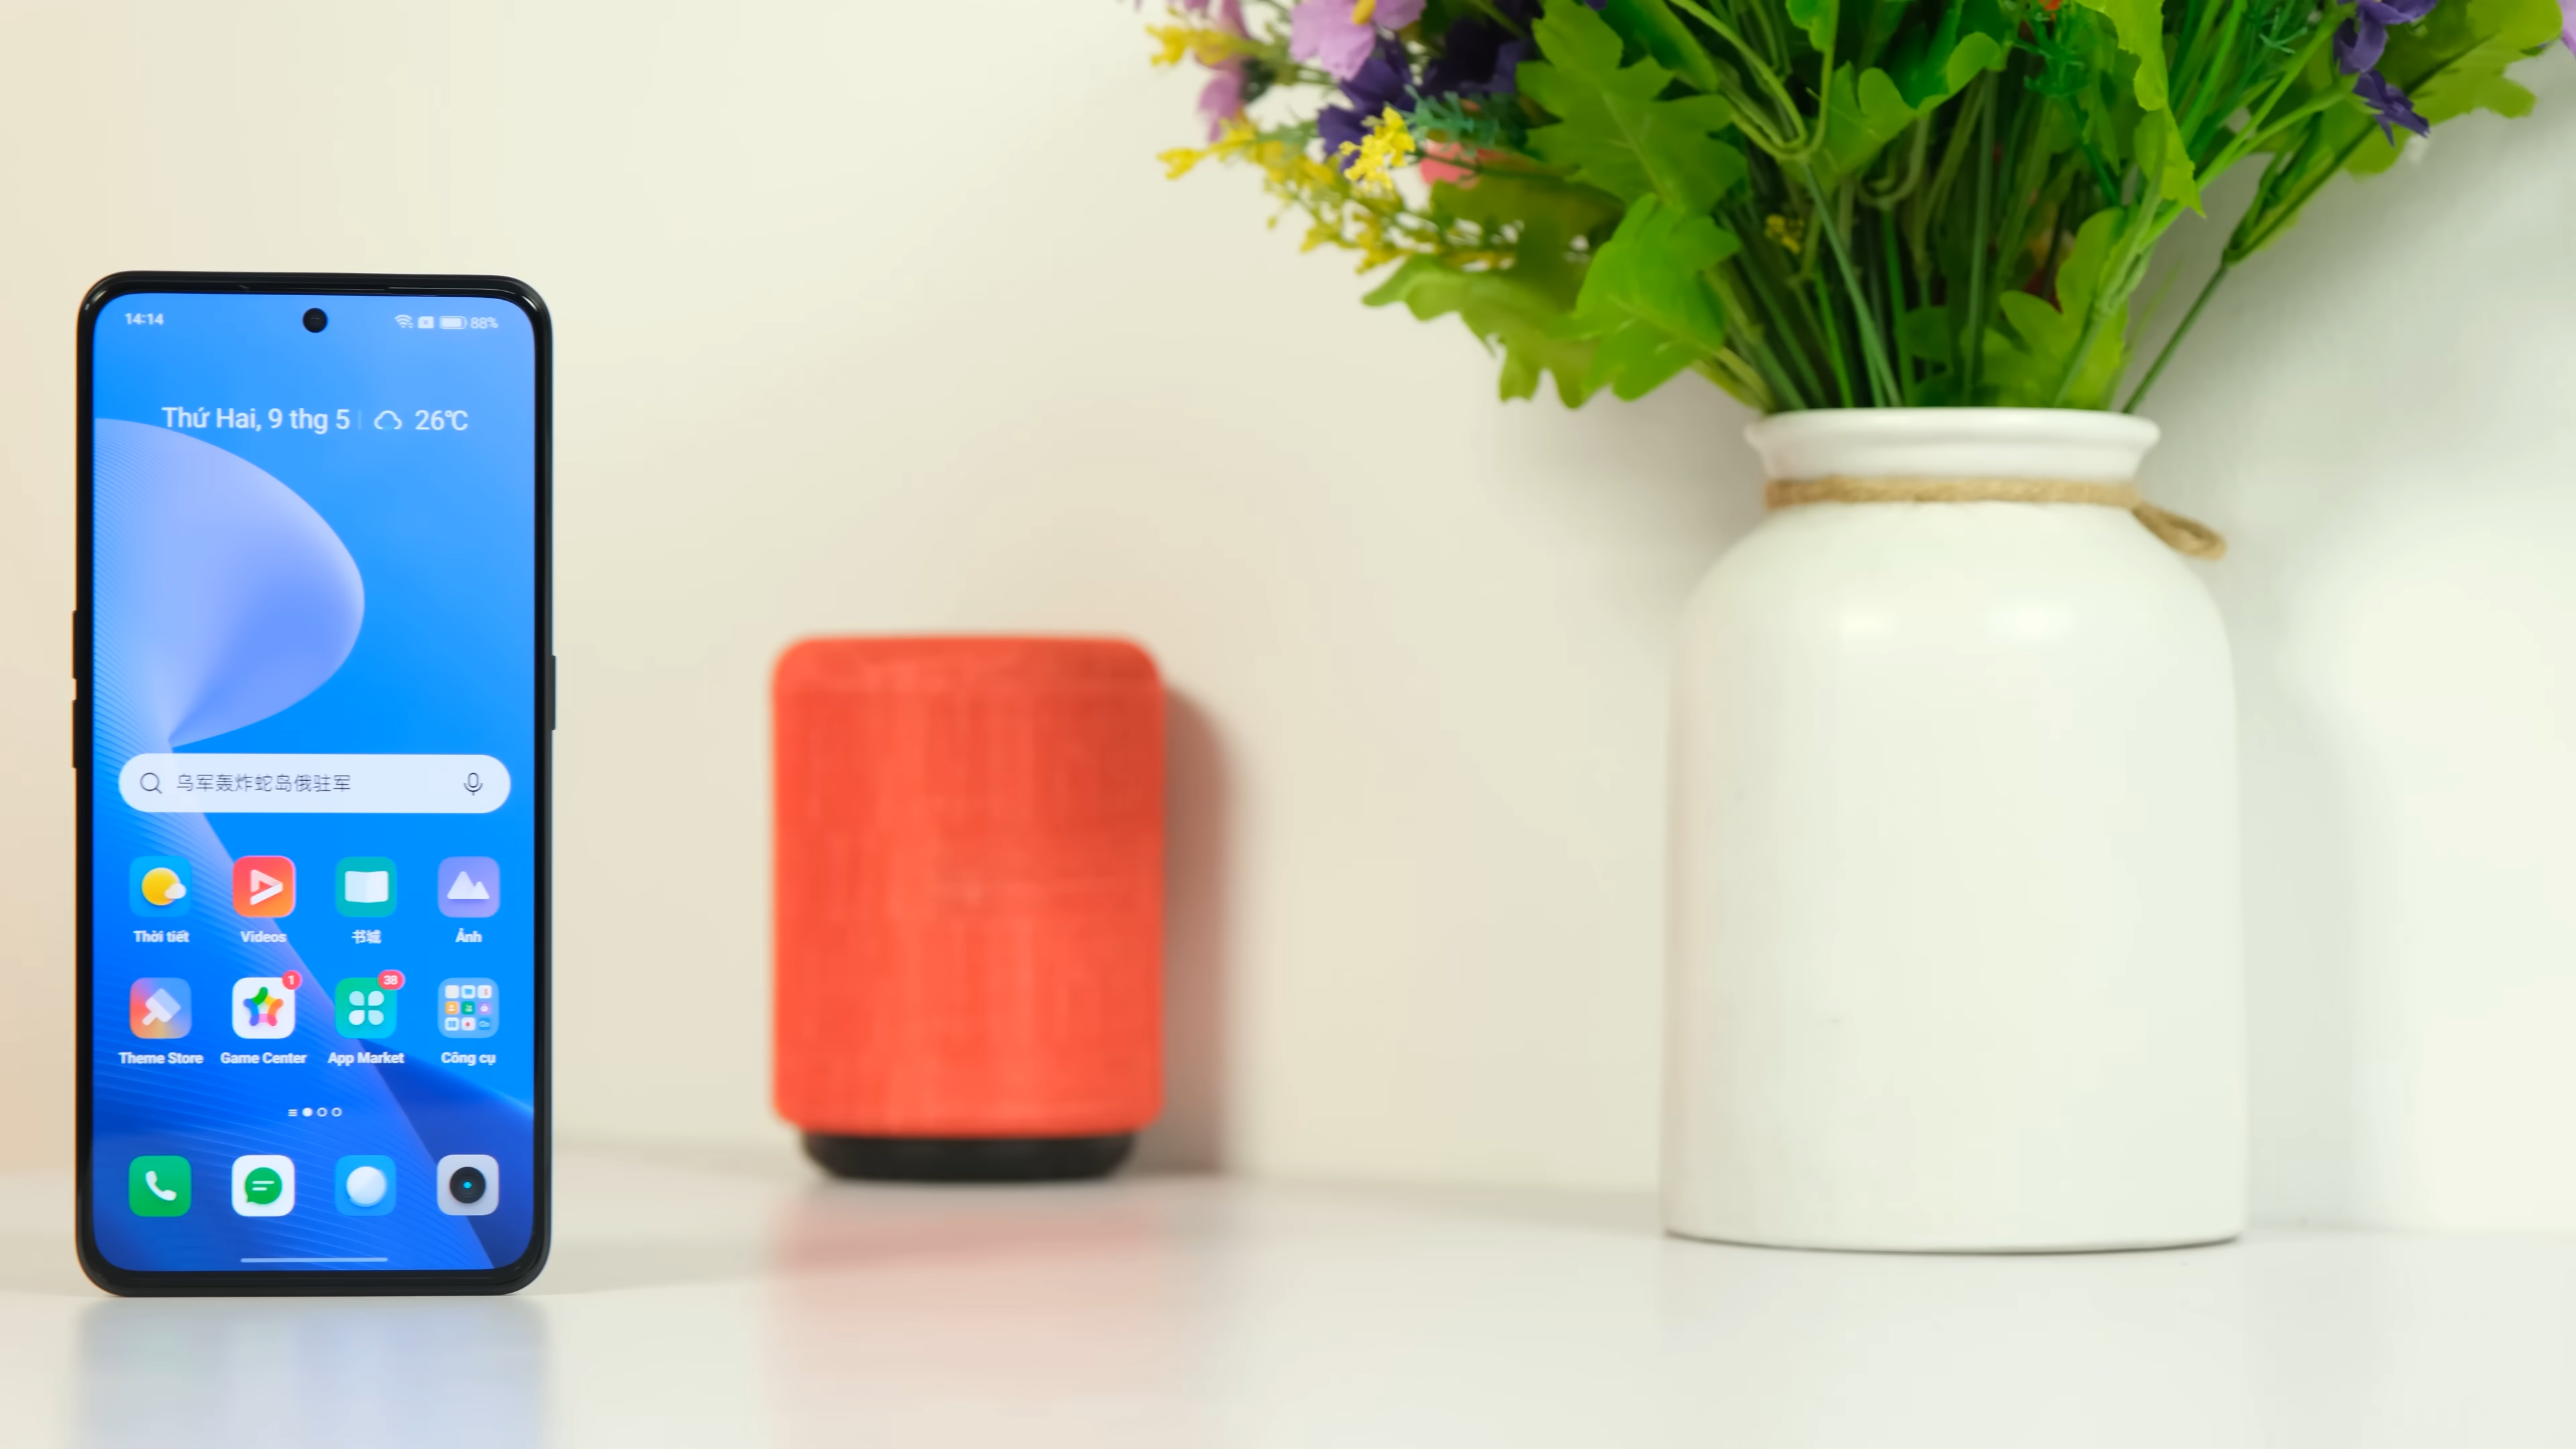 14:14 88%
Thứ Hai, 9 thg 5 | 26°C
乌军轰炸蛇岛俄驻军
Thời tiết Videos 书城 Ảnh
1 38
Theme Store Game Center App Market Công cụ